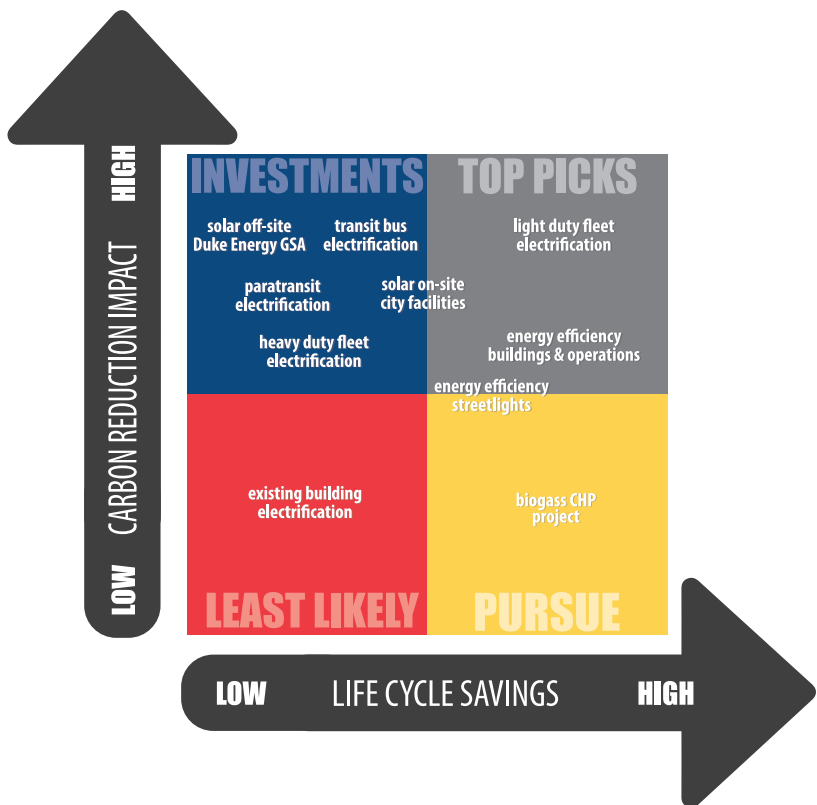 HIGH
CARBON REDUCTION IMPACT
LOW
INVESTMENTS
TOP PICKS
solar off-site
Duke Energy GSA
transit bus
electrification
light duty fleet
electrification
paratransit
electrification
solar on-site
city facilities
heavy duty fleet
electrification
energy efficiency
buildings & operations
energy efficiency
streetlights
existing building
electrification
biogass CHP
project
LEAST LIKELY
PURSUE
LOW
LIFE CYCLE SAVINGS
HIGH